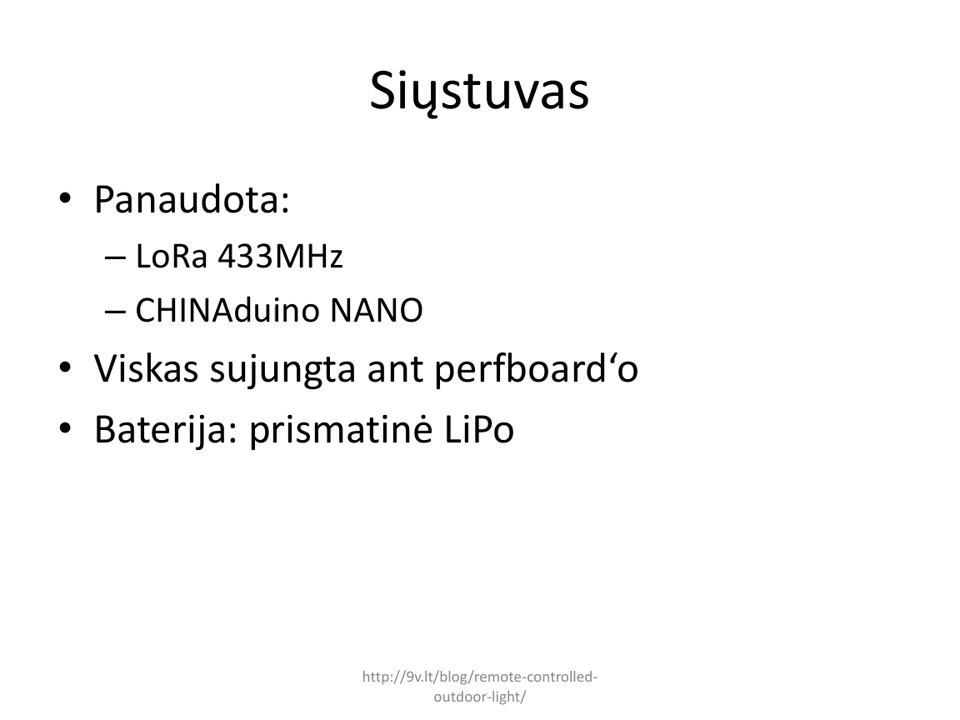 Siųstuvas
• Panaudota:
– LoRa 433MHz
– CHINAduino NANO
• Viskas sujungta ant perfboard‘o
• Baterija: prismatinė LiPo
http://9v.lt/blog/remote-controlled-
outdoor-light/